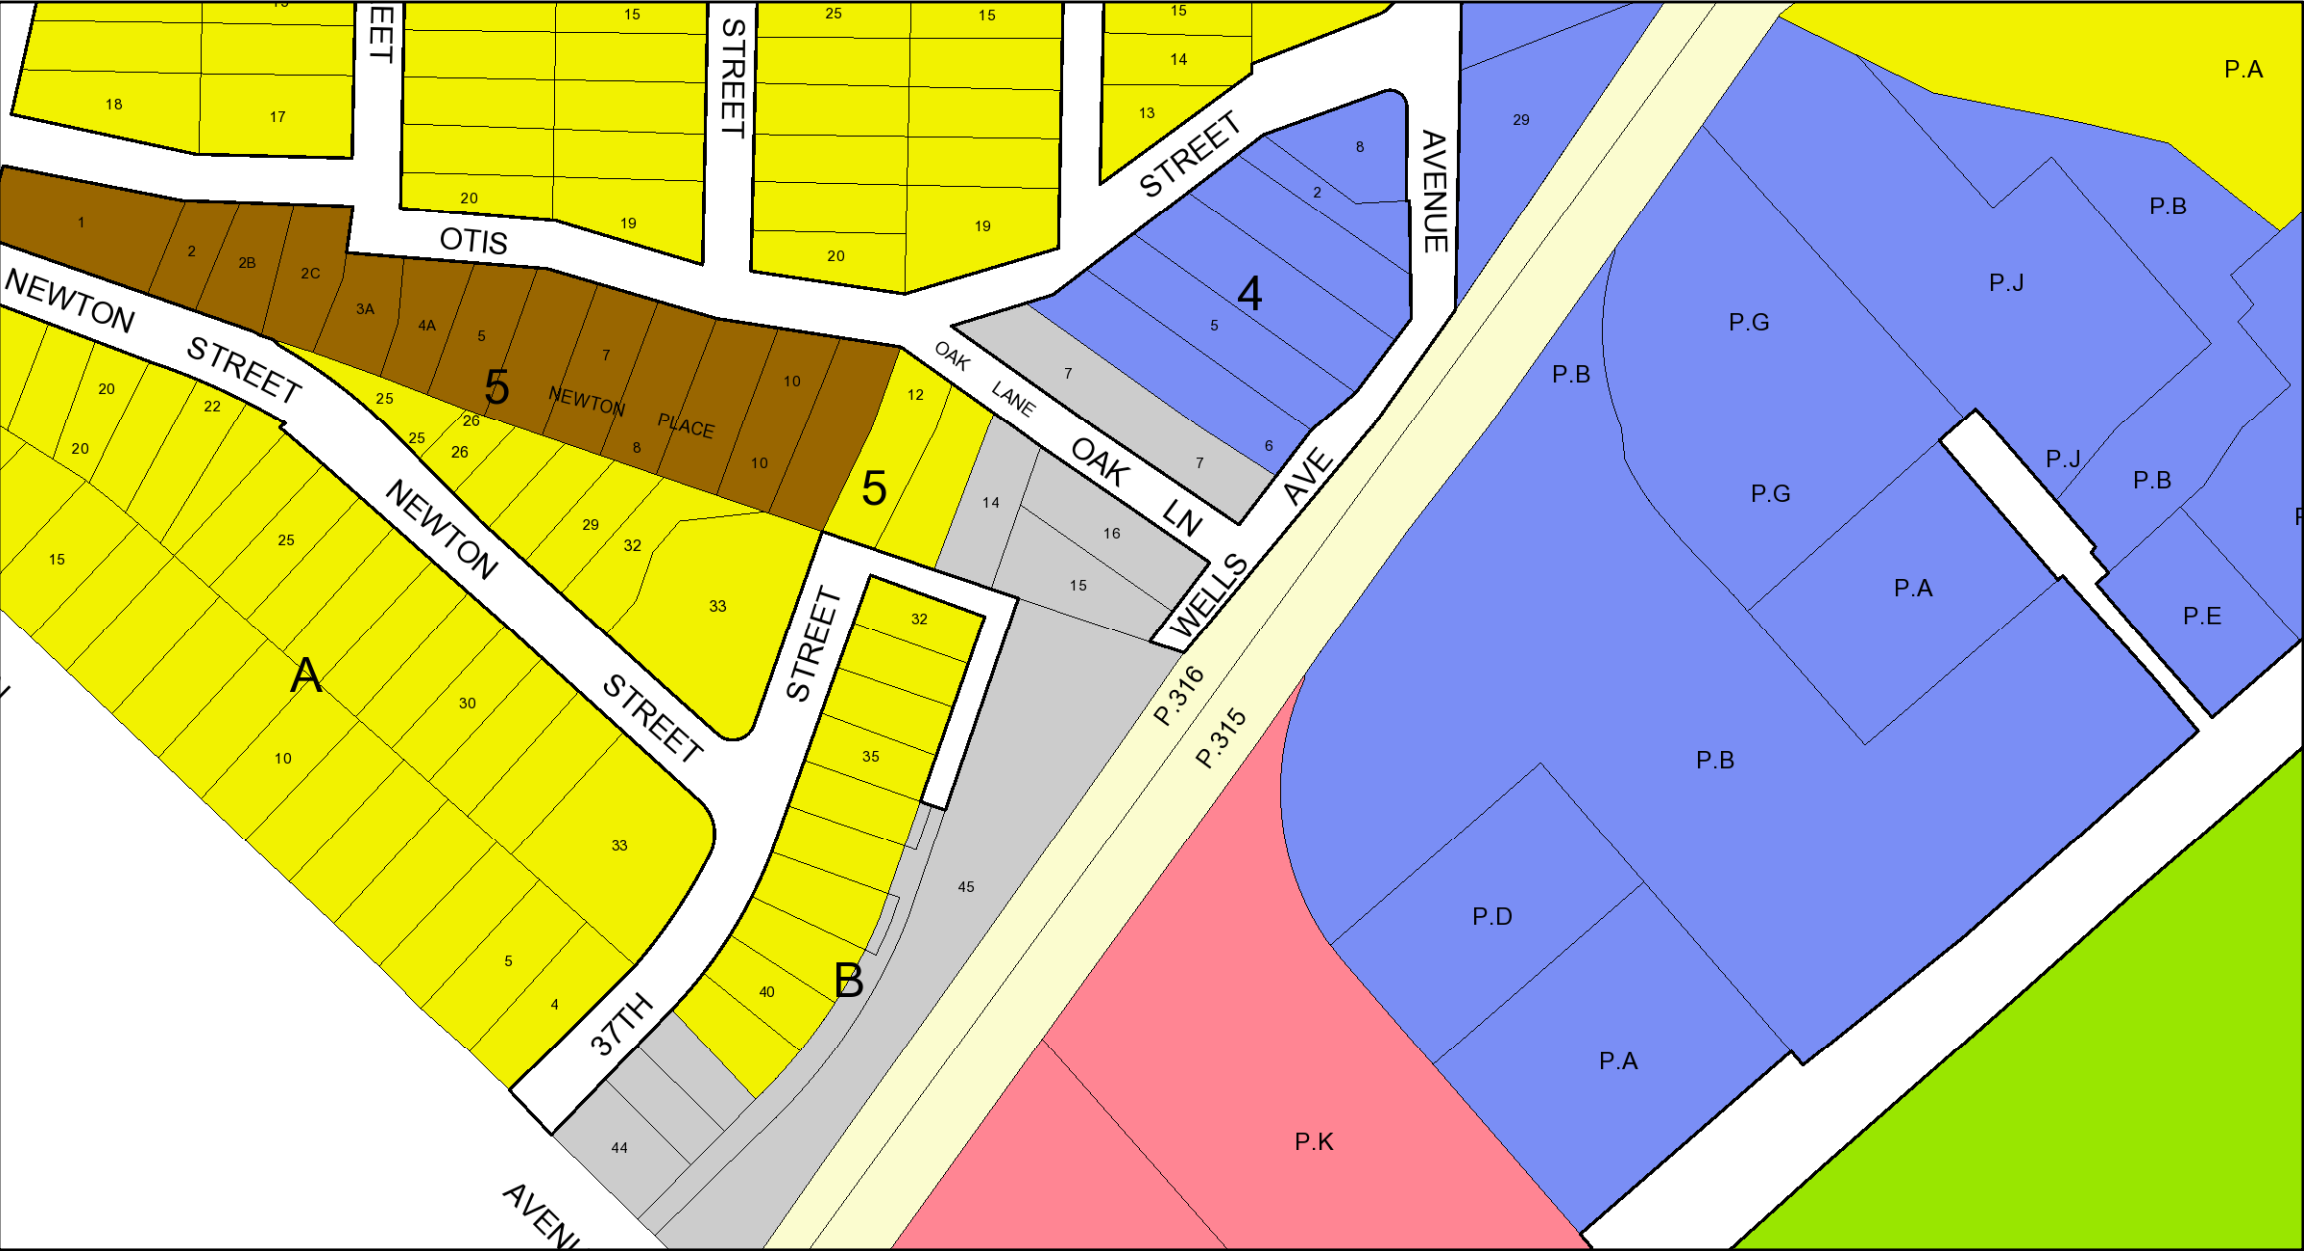 15
25
15
15
P.A
14
18
17
13
STREET
STREET
8
29
AVENUE
2
P.B
20
19
19
1
OTIS
20
2
2B
2C
P.J
NEWTON
STREET
3A
4A
5
7
4
5
P.G
OAK
LANE
7
P.B
10
12
5
NEWTON
PLACE
20
22
25
25
26
26
8
10
20
OAK
LN
7
6
AVE
P.J
P.B
P.G
5
14
16
15
WELLS
NEWTON
29
32
25
15
P.A
P.E
33
32
STREET
A
30
STREET
P.316
P.315
35
10
P.B
33
45
P.D
5
4
B
40
37TH
P.A
44
P.K